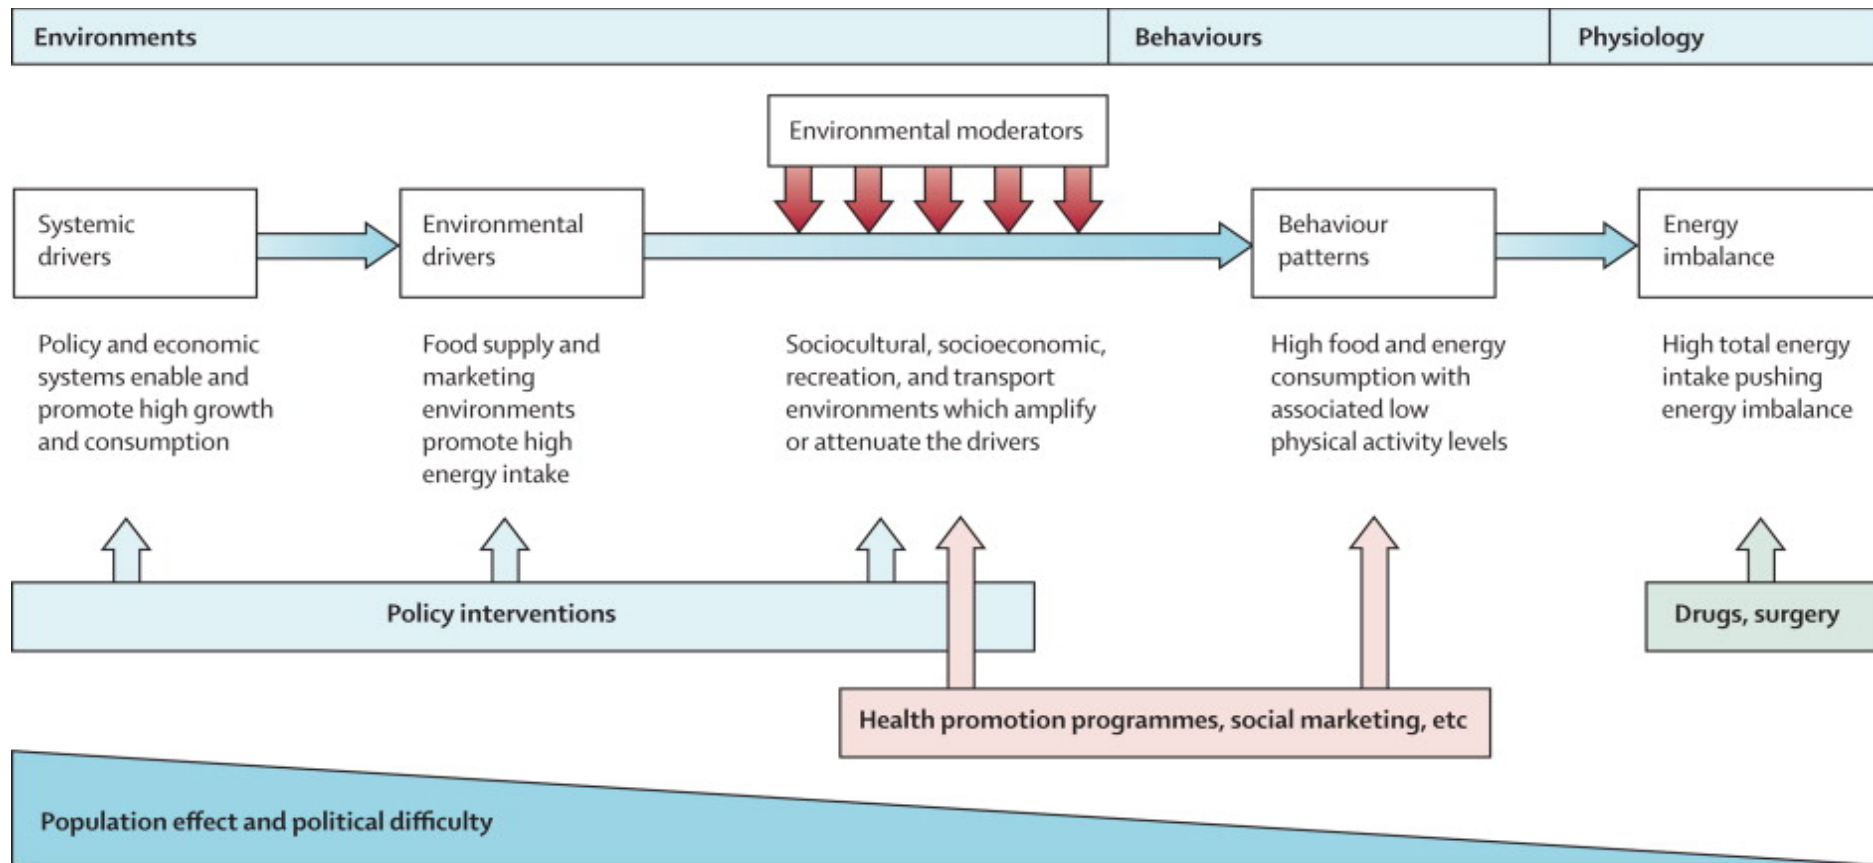 Environments
Behaviours
Physiology
Environmental moderators
Systemic
drivers
Environmental
drivers
Behaviour
patterns
Energy
imbalance
Policy and economic
systems enable and
promote high growth
and consumption
Food supply and
marketing
environments
promote high
energy intake
Sociocultural, socioeconomic,
recreation, and transport
environments which amplify
or attenuate the drivers
High food and energy
consumption with
associated low
physical activity levels
High total energy
intake pushing
energy imbalance
Policy interventions
Drugs, surgery
Health promotion programmes, social marketing, etc
Population effect and political difficulty